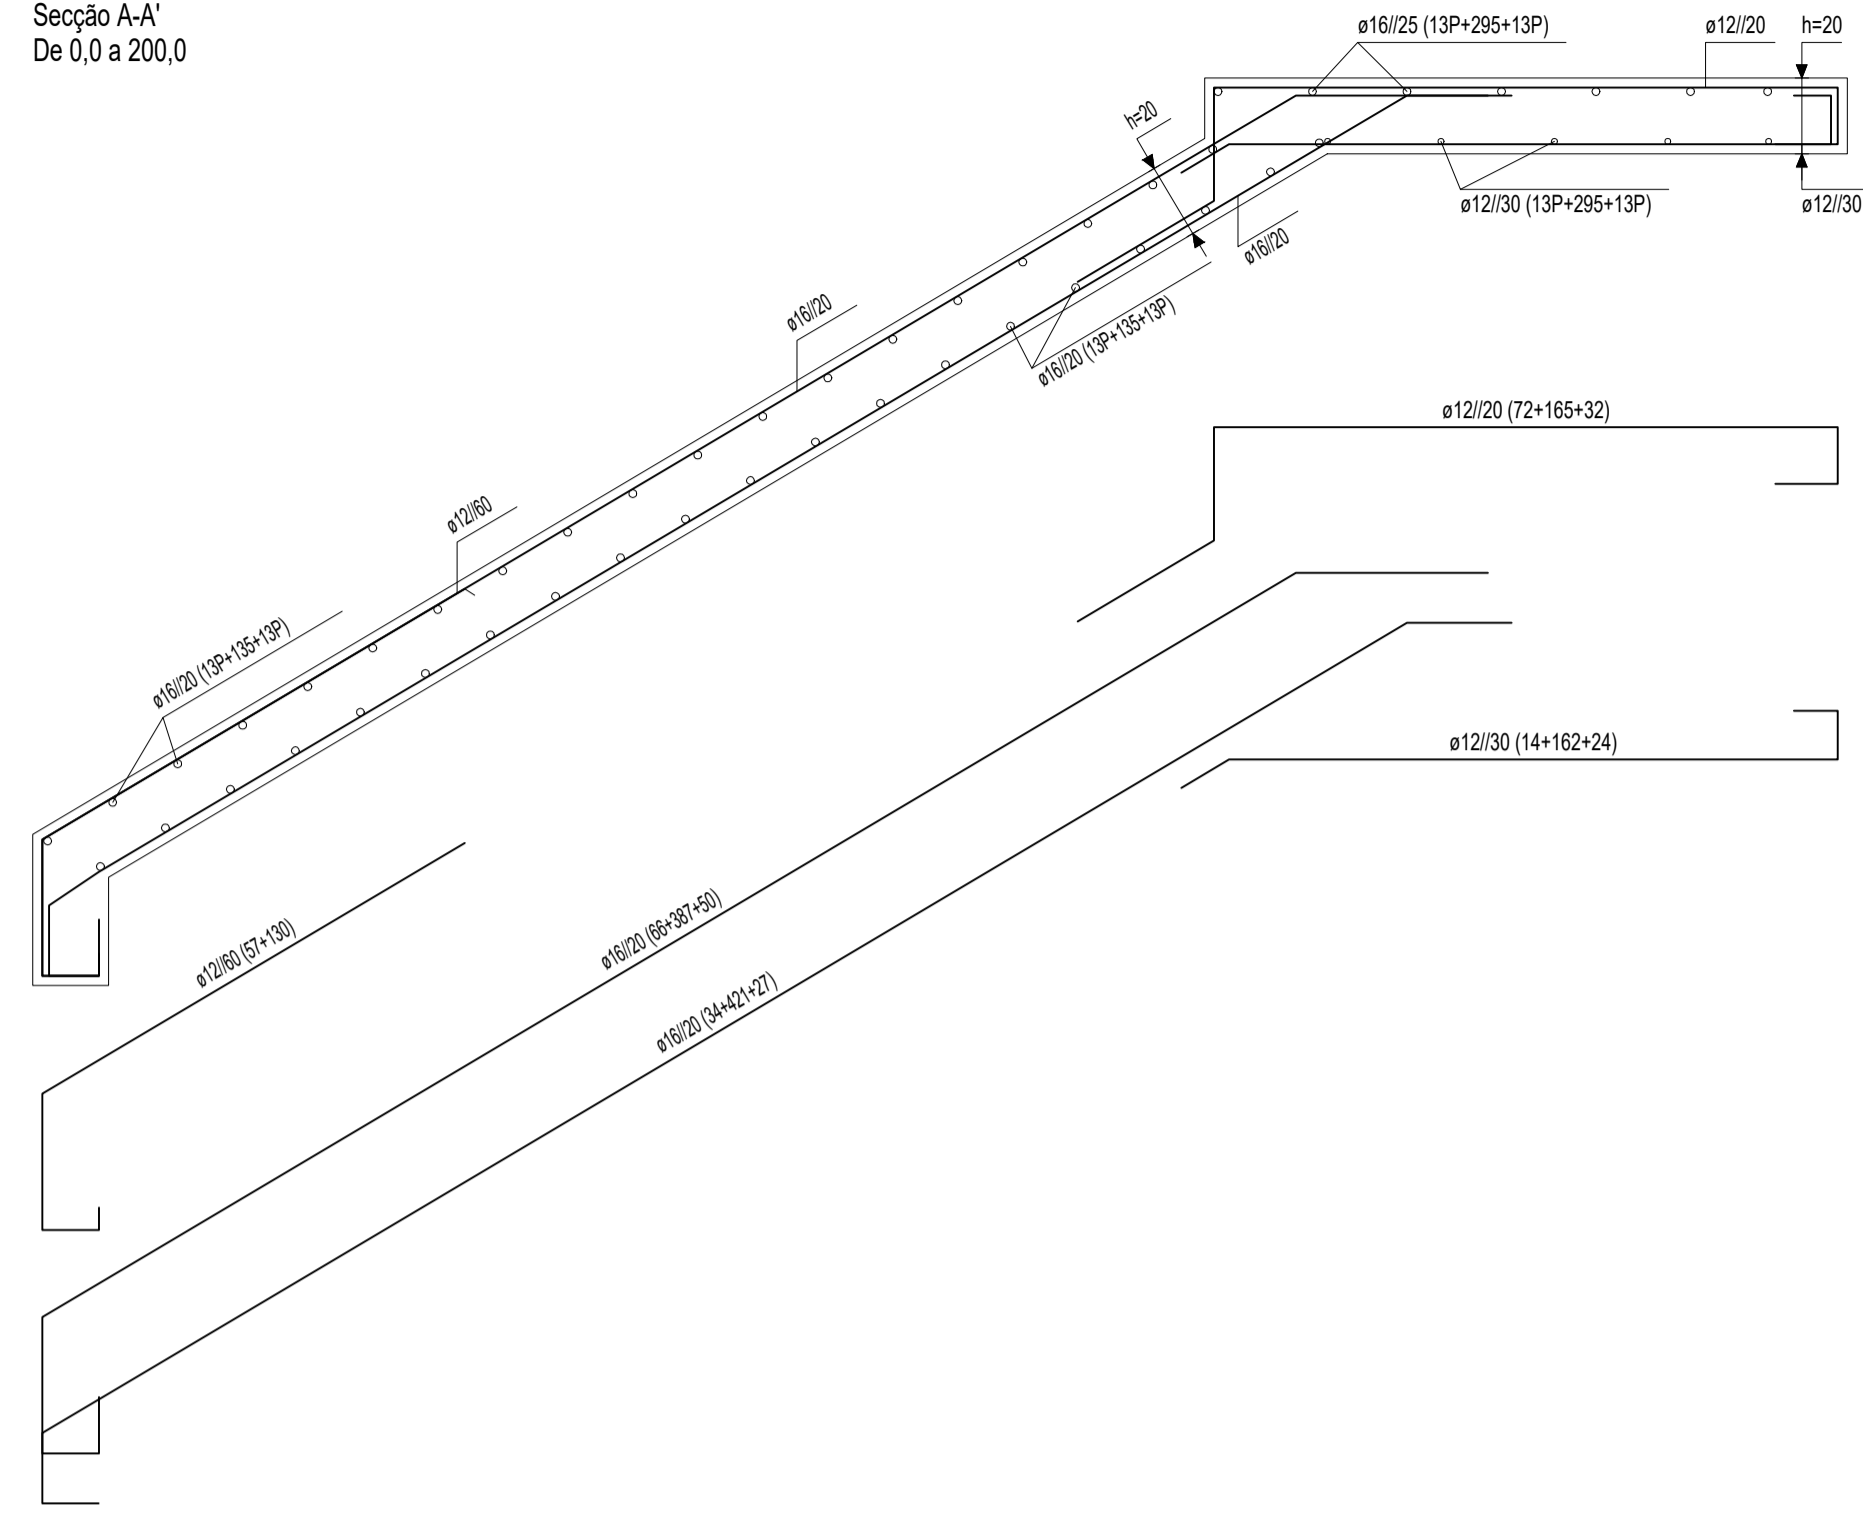 Secção A-A'
De 0,0 a 200,0
ø16//25 (13P+295+13P)
ø12//20
h=20
h=20
ø12//30 (13P+295+13P)
ø12//30
ø16//20
ø16//20
ø16//20 (13P+135+13P)
ø12//20 (72+165+32)
ø12//60
ø16//20 (13P+135+13P)
ø12//30 (14+162+24)
ø12//60 (57+130)
ø16//20 (66+387+50)
ø16//20 (34+421+27)